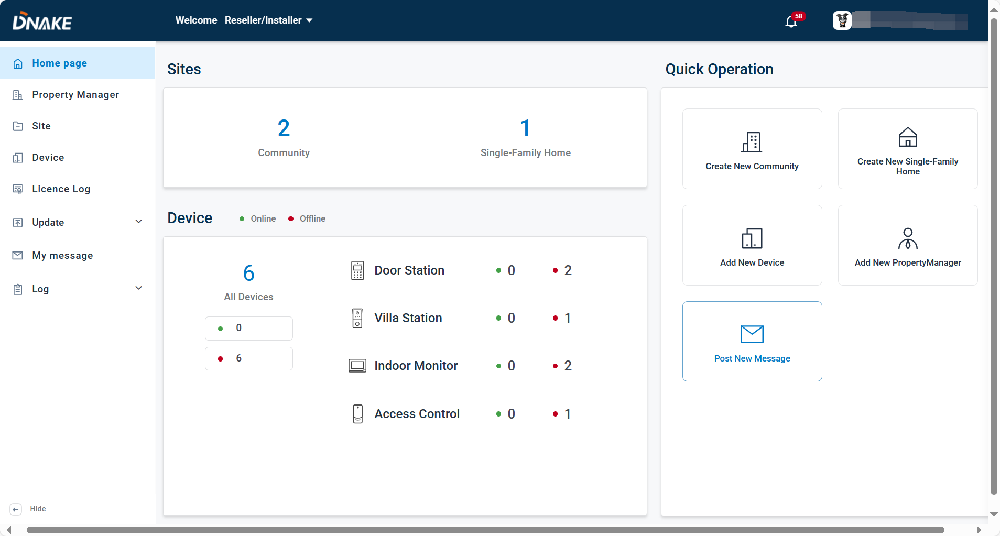 DNAKE
Welcome Reseller/Installer
58
Home page
Property Manager
Site
Device
Licence Log
Update
My message
Log
Hide
Sites
2
Community
1
Single-Family Home
Device
Online
Offline
6
All Devices
0
6
Door Station 0 2
Villa Station 0 1
Indoor Monitor 0 2
Access Control 0 1
Quick Operation
Create New Community
Create New Single-Family
Home
Add New Device
Add New PropertyManager
Post New Message